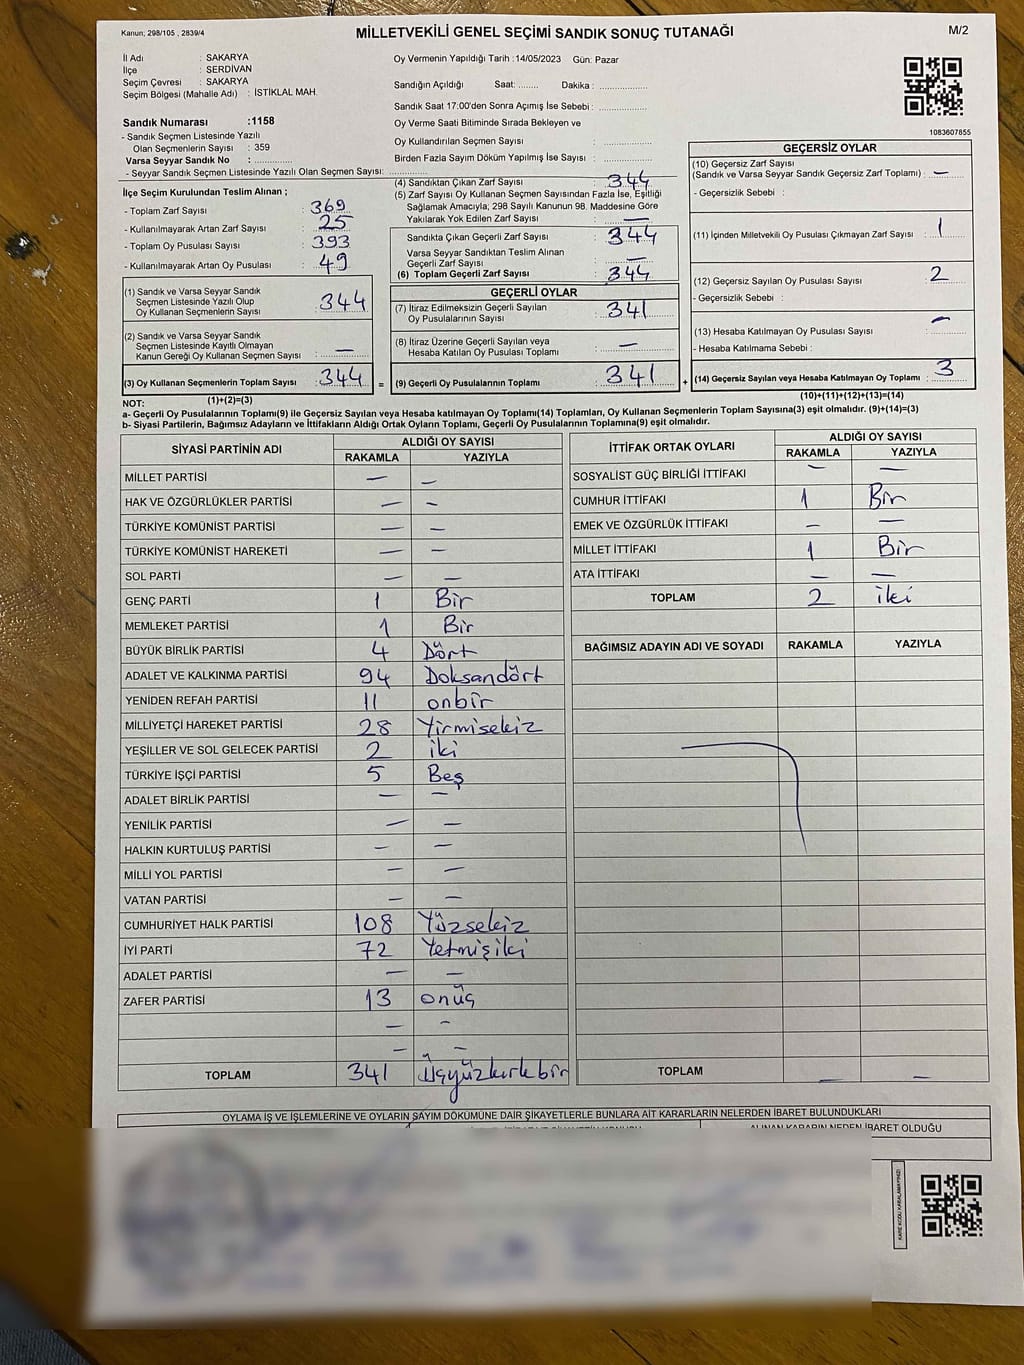 Kanun; 298/105 , 2839/4
MİLLETVEKİLİ GENEL SEÇİMİ SANDIK SONUÇ TUTANAĞI
M/2
İl Adı : SAKARYA
İlçe : SERDİVAN
Seçim Çevresi : SAKARYA
Seçim Bölgesi (Mahalle Adı) : İSTİKLAL MAH.
Sandık Numarası :1158
- Sandık Seçmen Listesinde Yazılı
Olan Seçmenlerin Sayısı : 359
Varsa Seyyar Sandık No : ..............
- Seyyar Sandık Seçmen Listesinde Yazılı Olan Seçmen Sayısı: ..............
Oy Vermenin Yapıldığı Tarih :14/05/2023 Gün: Pazar
Sandığın Açıldığı Saat: ........ Dakika : ..................
Sandık Saat 17:00'den Sonra Açımış İse Sebebi : ..................
Oy Verme Saati Bitiminde Sırada Bekleyen ve
Oy Kullandırılan Seçmen Sayısı : ..................
Birden Fazla Sayım Döküm Yapılmış İse Sayısı : ..................
1083607855
İlçe Seçim Kurulundan Teslim Alınan ;
- Toplam Zarf Sayısı : 369
- Kullanılmayarak Artan Zarf Sayısı : 25
- Toplam Oy Pusulası Sayısı : 393
- Kullanılmayarak Artan Oy Pusulası : 49
(1) Sandık ve Varsa Seyyar Sandık
Seçmen Listesinde Yazılı Olup
Oy Kullanan Seçmenlerin Sayısı : 344
(2) Sandık ve Varsa Seyyar Sandık
Seçmen Listesinde Kayıtlı Olmayan
Kanun Gereği Oy Kullanan Seçmen Sayısı : —
(3) Oy Kullanan Seçmenlerin Toplam Sayısı : 344 =
(1)+(2)=(3)
(4) Sandıktan Çıkan Zarf Sayısı : 344
(5) Zarf Sayısı Oy Kullanan Seçmen Sayısından Fazla İse, Eşitliği
Sağlamak Amacıyla; 298 Sayılı Kanunun 98. Maddesine Göre
Yakılarak Yok Edilen Zarf Sayısı : —
Sandıkta Çıkan Geçerli Zarf Sayısı : 344
Varsa Seyyar Sandıktan Teslim Alınan
Geçerli Zarf Sayısı : —
(6) Toplam Geçerli Zarf Sayısı : 344
GEÇERLİ OYLAR
(7) İtiraz Edilmeksizin Geçerli Sayılan
Oy Pusulalarının Sayısı : 341
(8) İtiraz Üzerine Geçerli Sayılan veya
Hesaba Katılan Oy Pusulası Toplamı : —
(9) Geçerli Oy Pusulalarının Toplamı : 341 +
GEÇERSİZ OYLAR
(10) Geçersiz Zarf Sayısı
(Sandık ve Varsa Seyyar Sandık Geçersiz Zarf Toplamı) : —
- Geçersizlik Sebebi :
(11) İçinden Milletvekili Oy Pusulası Çıkmayan Zarf Sayısı : 1
(12) Geçersiz Sayılan Oy Pusulası Sayısı : 2
- Geçersizlik Sebebi :
(13) Hesaba Katılmayan Oy Pusulası Sayısı : —
- Hesaba Katılmama Sebebi :
(14) Geçersiz Sayılan veya Hesaba Katılmayan Oy Toplamı : 3
(10)+(11)+(12)+(13)=(14)
NOT:
a- Geçerli Oy Pusulalarının Toplamı(9) ile Geçersiz Sayılan veya Hesaba katılmayan Oy Toplamı(14) Toplamları, Oy Kullanan Seçmenlerin Toplam Sayısına(3) eşit olmalıdır. (9)+(14)=(3)
b- Siyasi Partilerin, Bağımsız Adayların ve İttifakların Aldığı Ortak Oyların Toplamı, Geçerli Oy Pusulalarının Toplamına(9) eşit olmalıdır.
SİYASİ PARTİNİN ADI ALDIĞI OY SAYISI
RAKAMLA YAZIYLA
MİLLET PARTİSİ — —
HAK VE ÖZGÜRLÜKLER PARTİSİ — —
TÜRKİYE KOMÜNİST PARTİSİ — —
TÜRKİYE KOMÜNİST HAREKETİ — —
SOL PARTİ — —
GENÇ PARTİ 1 Bir
MEMLEKET PARTİSİ 1 Bir
BÜYÜK BİRLİK PARTİSİ 4 Dört
ADALET VE KALKINMA PARTİSİ 94 Doksandört
YENİDEN REFAH PARTİSİ 11 onbir
MİLLİYETÇİ HAREKET PARTİSİ 28 Yirmisekiz
YEŞİLLER VE SOL GELECEK PARTİSİ 2 iki
TÜRKİYE İŞÇİ PARTİSİ 5 Beş
ADALET BİRLİK PARTİSİ — —
YENİLİK PARTİSİ — —
HALKIN KURTULUŞ PARTİSİ — —
MİLLİ YOL PARTİSİ — —
VATAN PARTİSİ — —
CUMHURİYET HALK PARTİSİ 108 Yüzsekiz
İYİ PARTİ 72 Yetmişiki
ADALET PARTİSİ — —
ZAFER PARTİSİ 13 onüç
— —
— —
TOPLAM 341 Üçyüzkırkbir
İTTİFAK ORTAK OYLARI ALDIĞI OY SAYISI
RAKAMLA YAZIYLA
SOSYALİST GÜÇ BİRLİĞİ İTTİFAKI — —
CUMHUR İTTİFAKI 1 Bir
EMEK VE ÖZGÜRLÜK İTTİFAKI — —
MİLLET İTTİFAKI 1 Bir
ATA İTTİFAKI — —
TOPLAM 2 iki
BAĞIMSIZ ADAYIN ADI VE SOYADI RAKAMLA YAZIYLA
TOPLAM — —
OYLAMA İŞ VE İŞLEMLERİNE VE OYLARIN SAYIM DÖKÜMÜNE DAİR ŞİKAYETLERLE BUNLARA AİT KARARLARIN NELERDEN İBARET BULUNDUKLARI
ALINAN KARARIN NEDEN İBARET OLDUĞU
KARE KODU KARALAMAYINIZ!